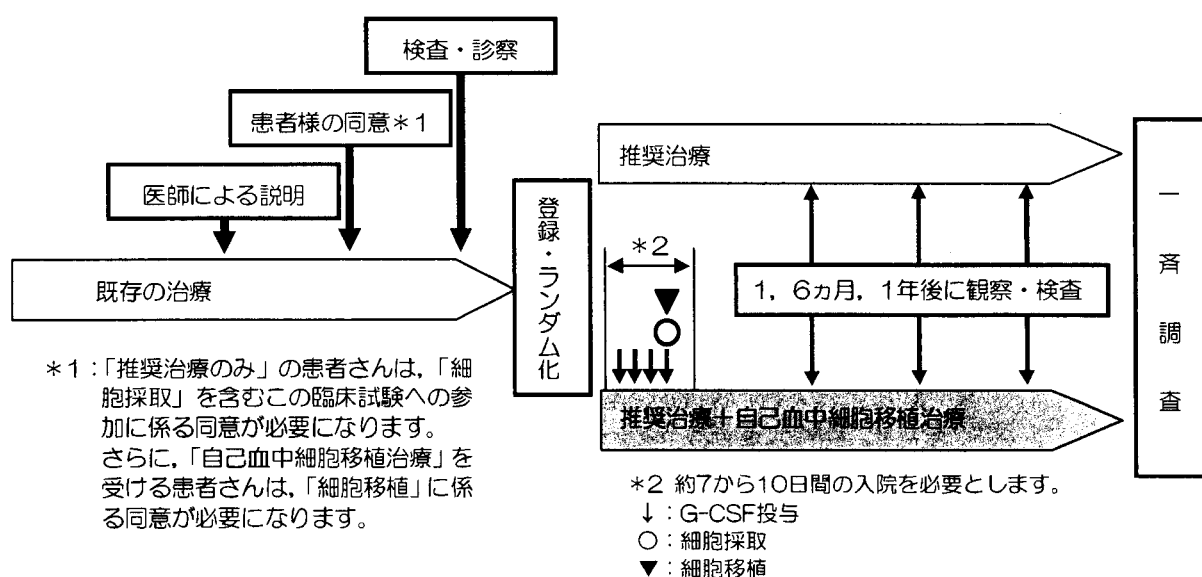 検査・診察
患者様の同意*1
医師による説明
既存の治療
登録・ランダム化
推奨治療
*2
1,6ヵ月,1年後に観察・検査
推奨治療+自己血中細胞移植治療
一斉調査
*1:「推奨治療のみ」の患者さんは,「細
胞採取」を含むこの臨床試験への参
加に係る同意が必要になります。
さらに,「自己血中細胞移植治療」を
受ける患者さんは,「細胞移植」に係
る同意が必要になります。
*2 約7から10日間の入院を必要とします。
↓:G-CSF投与
○:細胞採取
▼:細胞移植